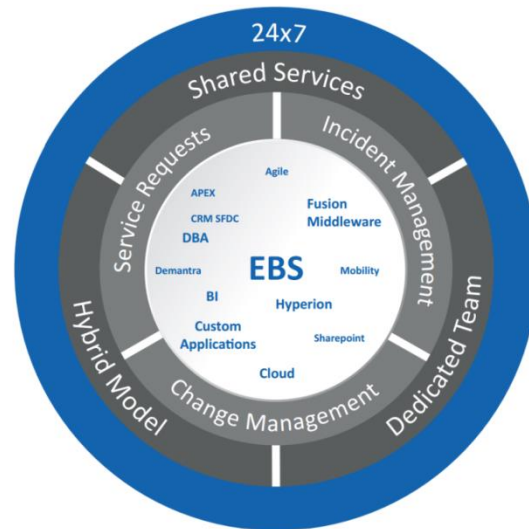 24x7
Shared Services
Service Requests
Incident Management
Agile
APEX
Fusion
Middleware
CRM SFDC
DBA
EBS
Demantra
Mobility
BI
Hyperion
Custom
Applications
Sharepoint
Cloud
Hybrid Model
Change Management
Dedicated Team